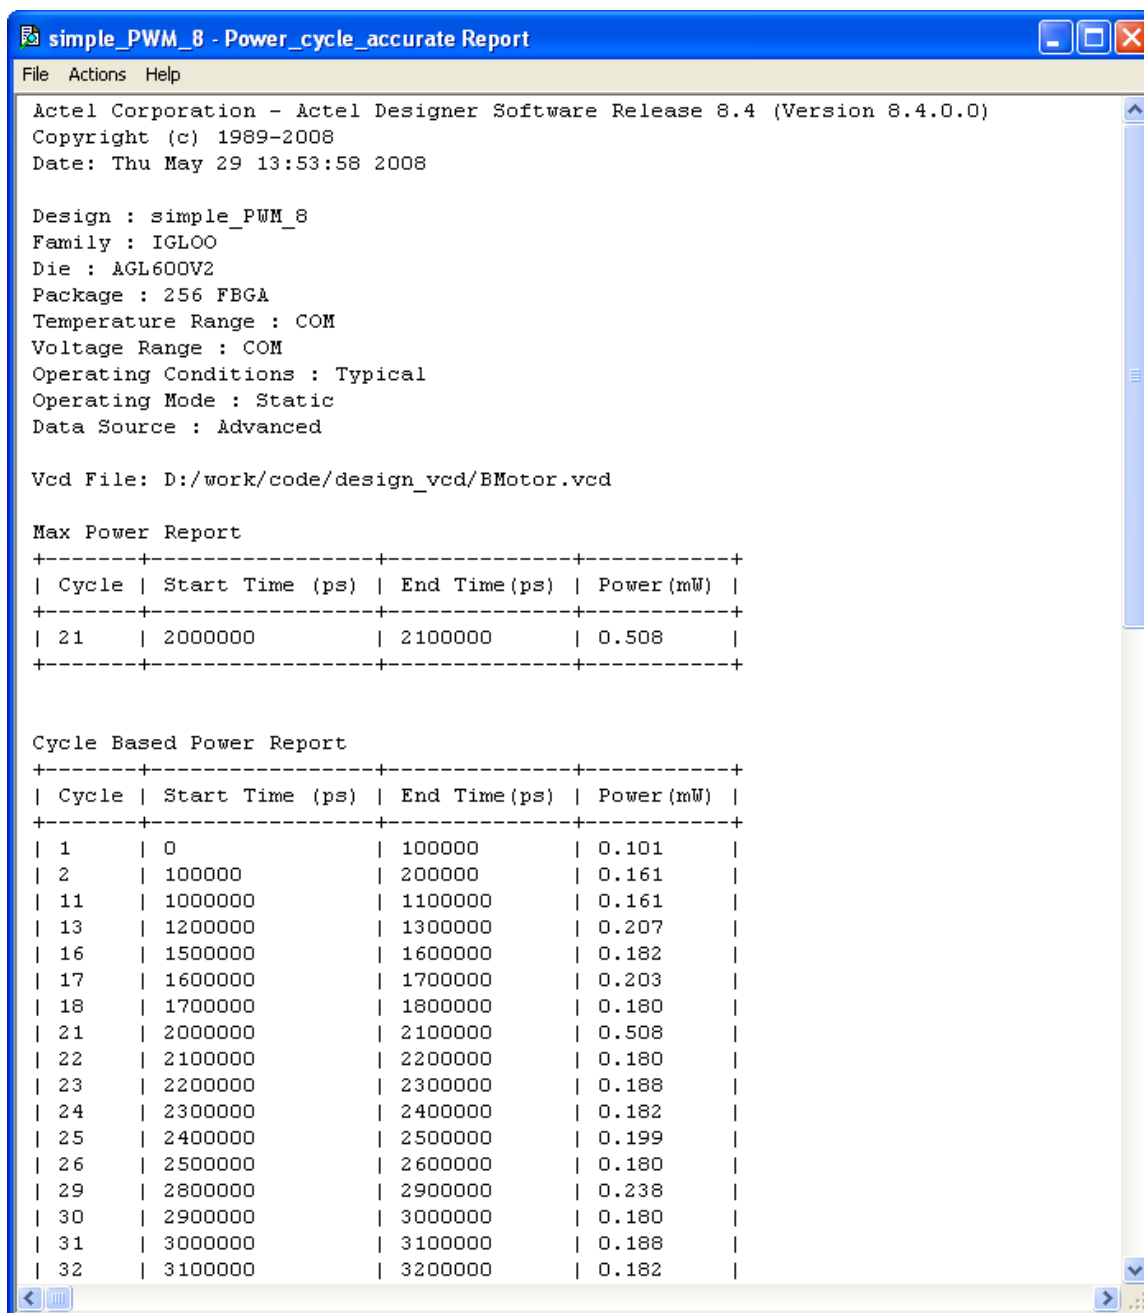 simple_PWM_8 - Power_cycle_accurate Report
File Actions Help
Actel Corporation - Actel Designer Software Release 8.4 (Version 8.4.0.0)
Copyright (c) 1989-2008
Date: Thu May 29 13:53:58 2008
Design : simple_PWM_8
Family : IGLOO
Die : AGL600V2
Package : 256 FBGA
Temperature Range : COM
Voltage Range : COM
Operating Conditions : Typical
Operating Mode : Static
Data Source : Advanced
Vcd File: D:/work/code/design_vcd/BMotor.vcd
Max Power Report
+-------+-----------------+--------------+-----------+
| Cycle | Start Time (ps) | End Time(ps) | Power(mW) |
+-------+-----------------+--------------+-----------+
| 21 | 2000000 | 2100000 | 0.508 |
+-------+-----------------+--------------+-----------+
Cycle Based Power Report
+-------+-----------------+--------------+-----------+
| Cycle | Start Time (ps) | End Time(ps) | Power(mW) |
+-------+-----------------+--------------+-----------+
| 1 | 0 | 100000 | 0.101 |
| 2 | 100000 | 200000 | 0.161 |
| 11 | 1000000 | 1100000 | 0.161 |
| 13 | 1200000 | 1300000 | 0.207 |
| 16 | 1500000 | 1600000 | 0.182 |
| 17 | 1600000 | 1700000 | 0.203 |
| 18 | 1700000 | 1800000 | 0.180 |
| 21 | 2000000 | 2100000 | 0.508 |
| 22 | 2100000 | 2200000 | 0.180 |
| 23 | 2200000 | 2300000 | 0.188 |
| 24 | 2300000 | 2400000 | 0.182 |
| 25 | 2400000 | 2500000 | 0.199 |
| 26 | 2500000 | 2600000 | 0.180 |
| 29 | 2800000 | 2900000 | 0.238 |
| 30 | 2900000 | 3000000 | 0.180 |
| 31 | 3000000 | 3100000 | 0.188 |
| 32 | 3100000 | 3200000 | 0.182 |